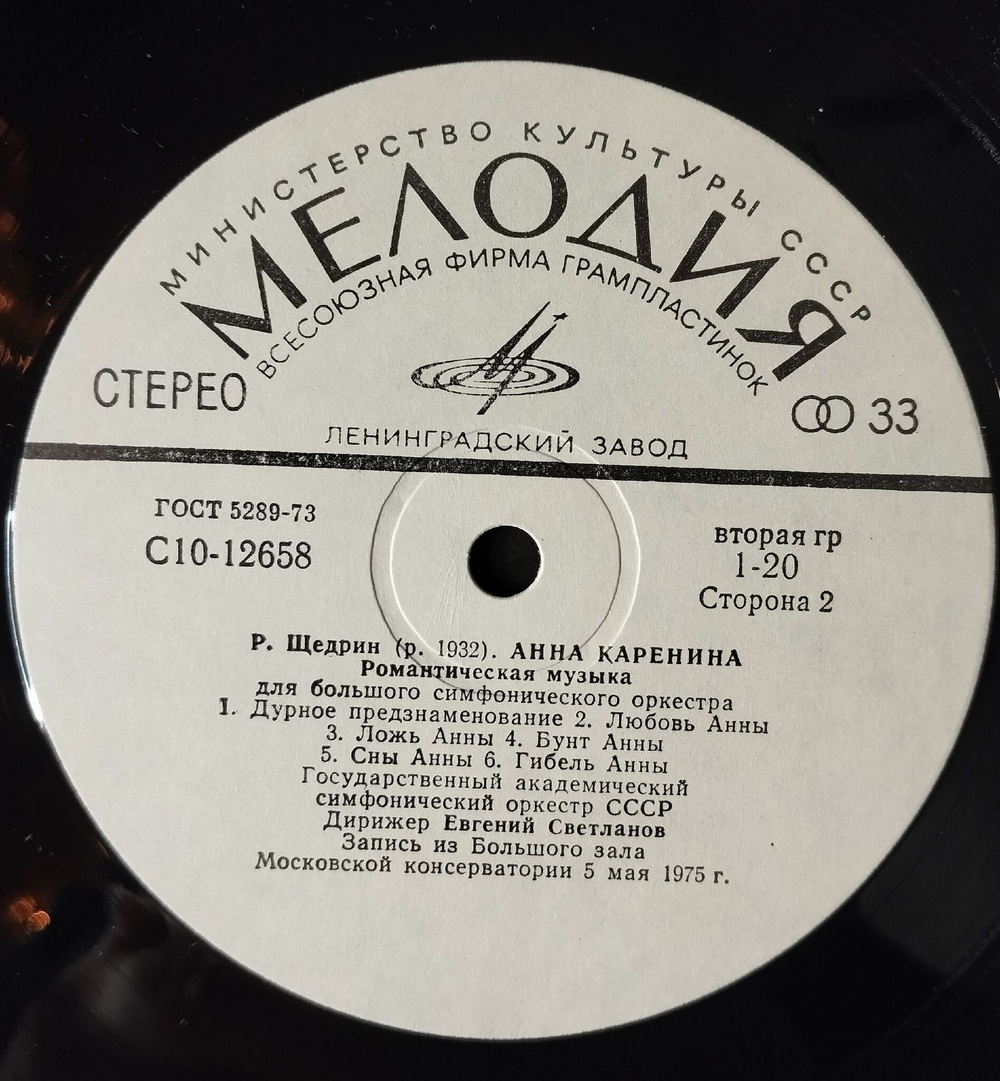 МИНИСТЕРСТВО КУЛЬТУРЫ СССР
МЕЛОДИЯ
ВСЕСОЮЗНАЯ ФИРМА ГРАМПЛАСТИНОК
СТЕРЕО
33
ЛЕНИНГРАДСКИЙ ЗАВОД
ГОСТ 5289-73
С10-12658
вторая гр
1-20
Сторона 2
Р. Щедрин (р. 1932). АННА КАРЕНИНА
Романтическая музыка
для большого симфонического оркестра
1. Дурное предзнаменование 2. Любовь Анны
3. Ложь Анны 4. Бунт Анны
5. Сны Анны 6. Гибель Анны
Государственный академический
симфонический оркестр СССР
Дирижер Евгений Светланов
Запись из Большого зала
Московской консерватории 5 мая 1975 г.